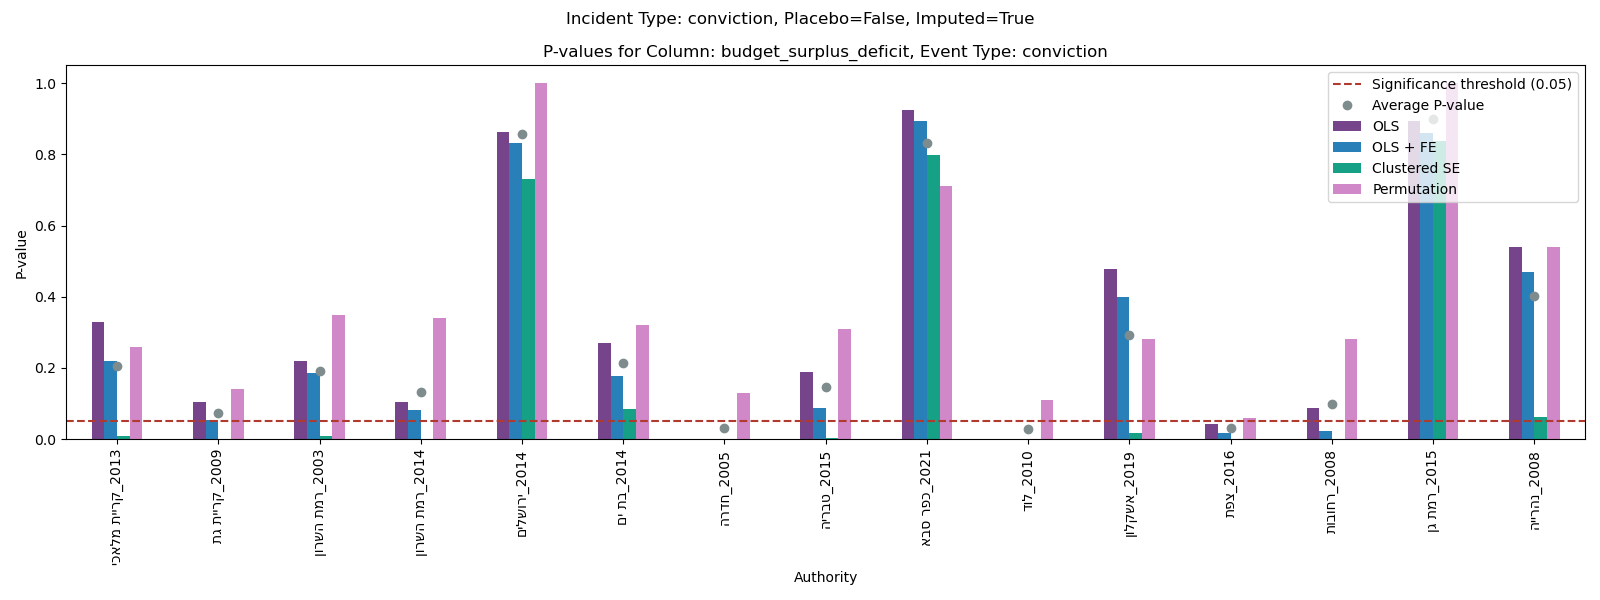 Incident Type: conviction, Placebo=False, Imputed=True
P-values for Column: budget_surplus_deficit, Event Type: conviction
Significance threshold (0.05)
Average P-value
OLS
OLS + FE
Clustered SE
Permutation
P-value
1.0
0.8
0.6
0.4
0.2
0.0
קריית מלאכי_2013
קריית גת_2009
רמת השרון_2003
רמת השרון_2014
ירושלים_2014
בת ים_2014
חדרה_2005
טבריה_2015
כפר סבא_2021
לוד_2010
אשקלון_2019
צפת_2016
רחובות_2008
רמת גן_2015
נהרייה_2008
Authority